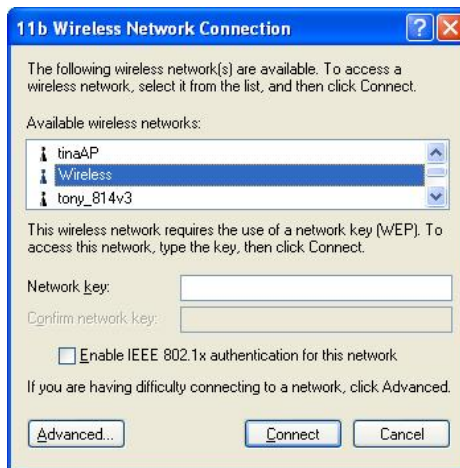 11b Wireless Network Connection
The following wireless network(s) are available. To access a
wireless network, select it from the list, and then click Connect.
Available wireless networks:
tinaAP
Wireless
tony_814v3
This wireless network requires the use of a network key (WEP). To
access this network, type the key, then click Connect.
Network key:
Confirm network key:
Enable IEEE 802.1x authentication for this network
If you are having difficulty connecting to a network, click Advanced.
Advanced... Connect Cancel